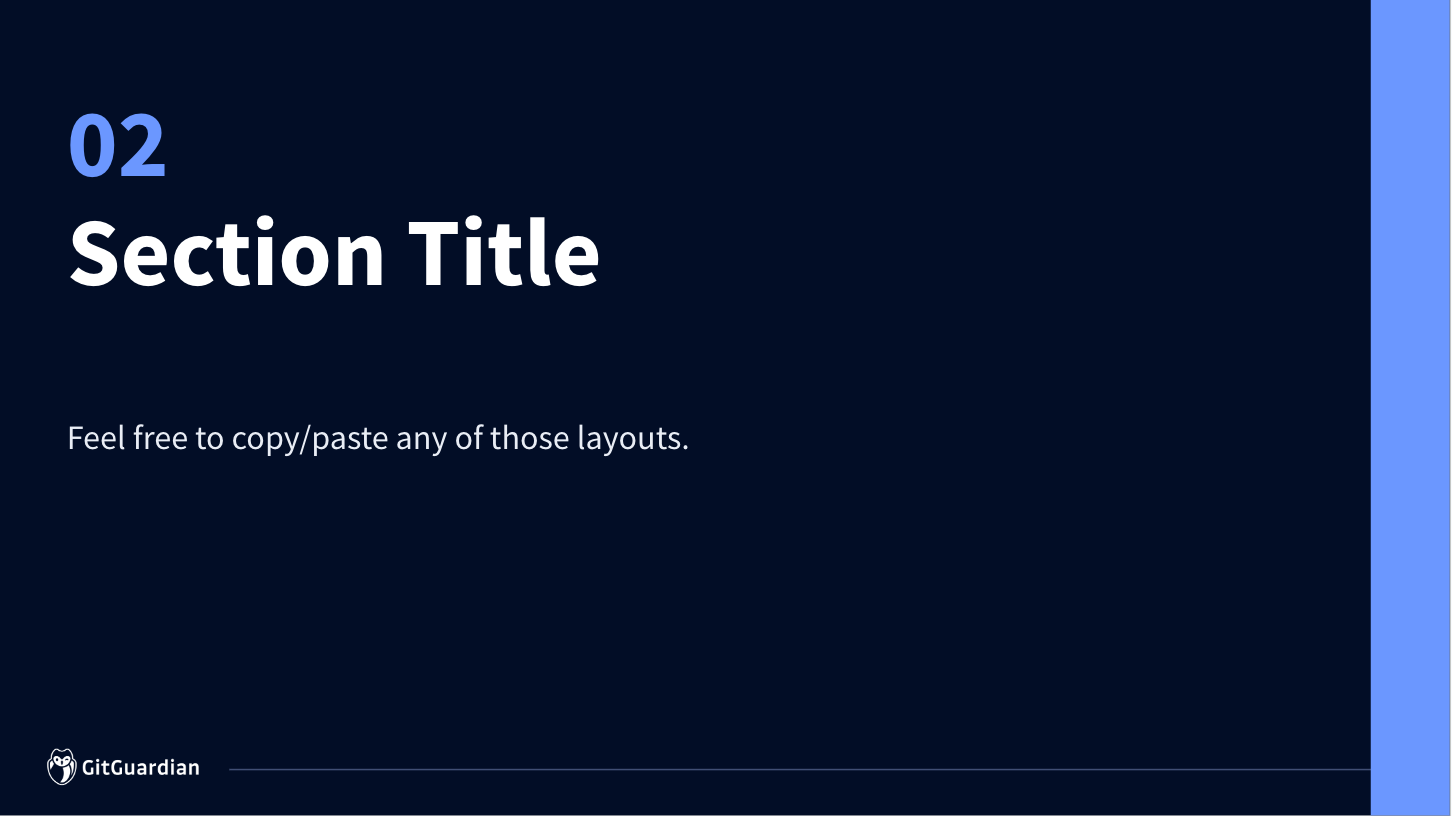 02
Section Title
Feel free to copy/paste any of those layouts.
GitGuardian